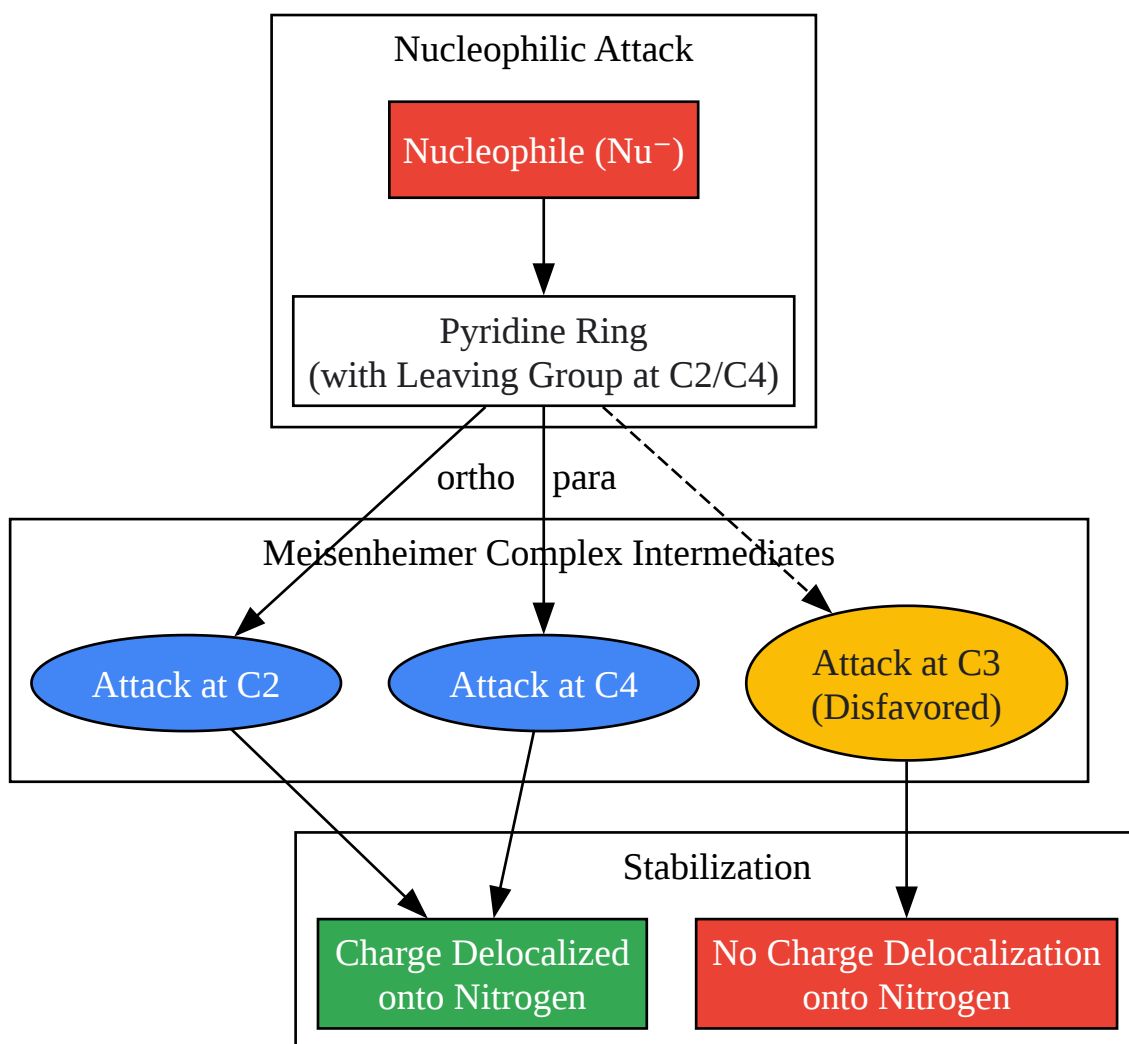 Nucleophilic Attack
Nucleophile (Nu⁻)
Pyridine Ring
(with Leaving Group at C2/C4)
ortho
para
Meisenheimer Complex Intermediates
Attack at C2
Attack at C4
Attack at C3
(Disfavored)
Stabilization
Charge Delocalized
onto Nitrogen
No Charge Delocalization
onto Nitrogen